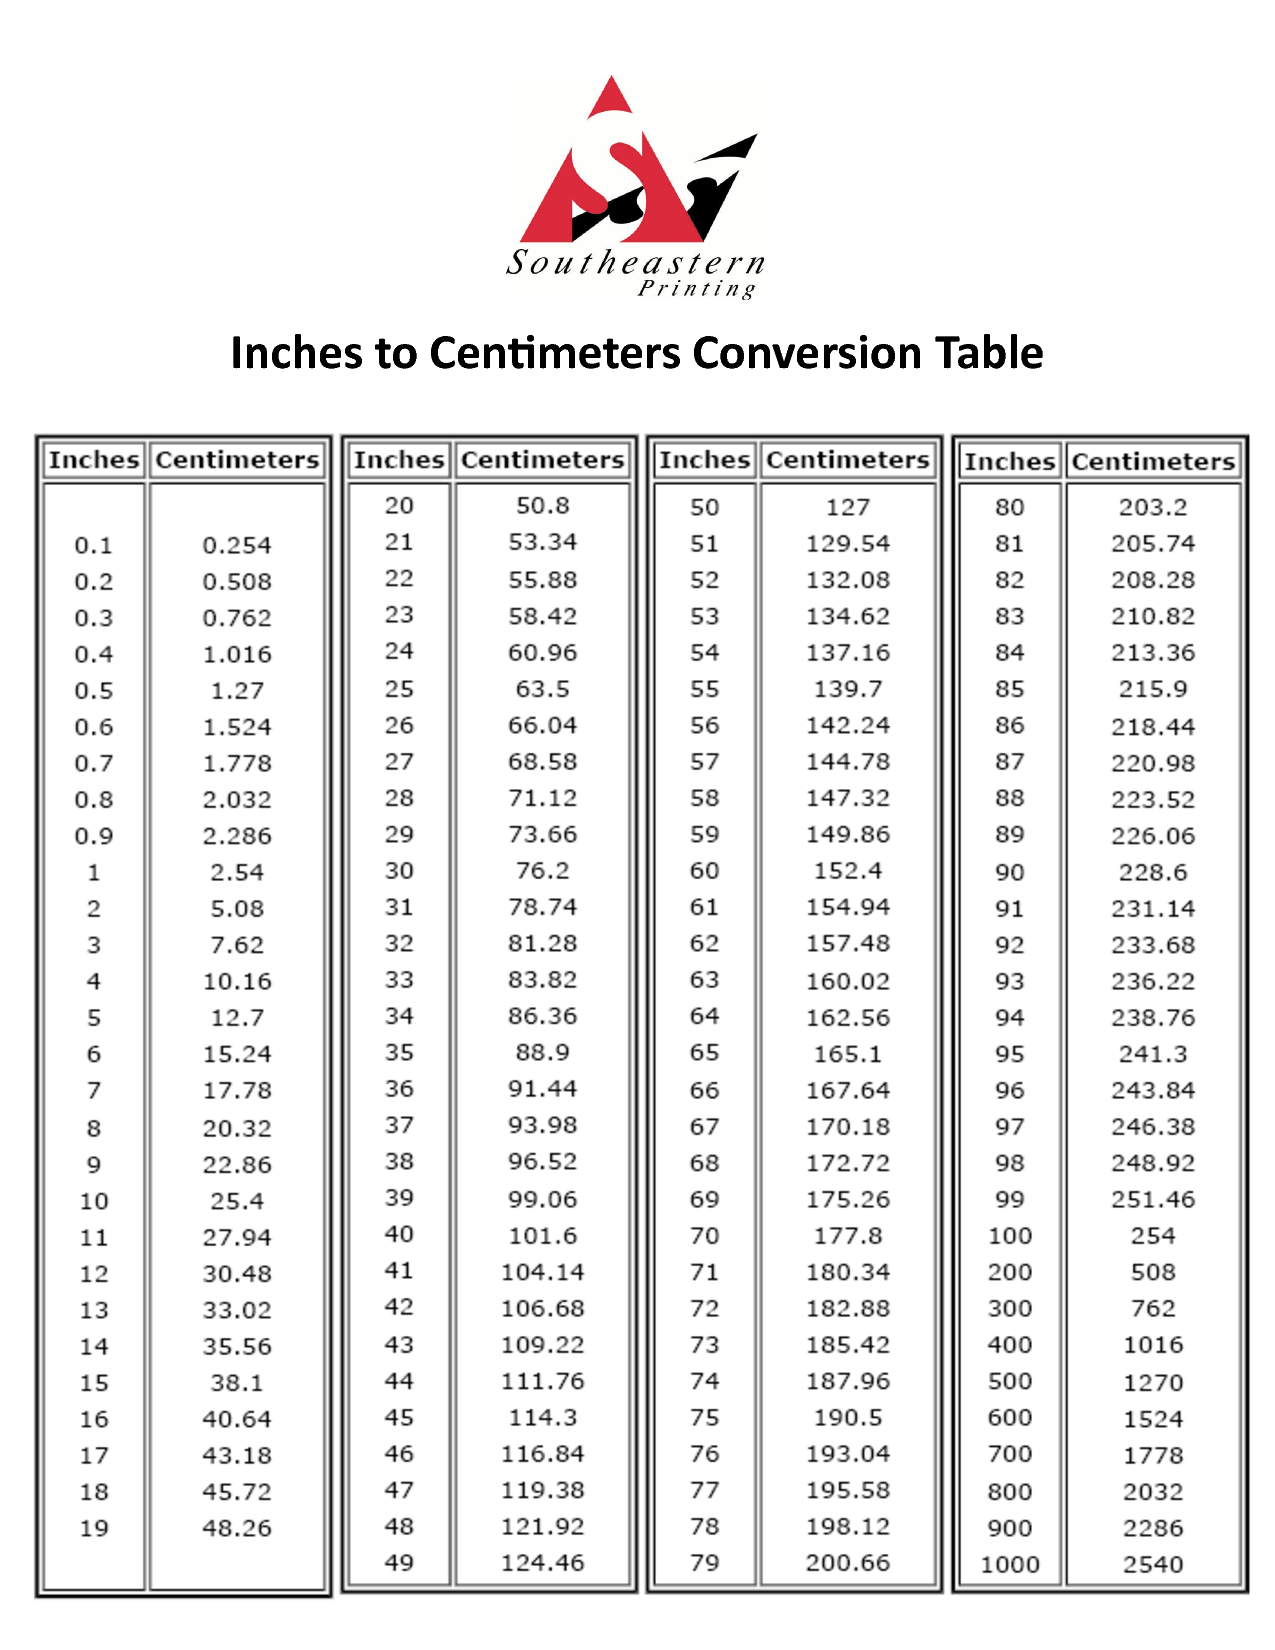 Southeastern
Printing
Inches to Centimeters Conversion Table
Inches Centimeters Inches Centimeters Inches Centimeters Inches Centimeters
20 50.8 50 127 80 203.2
0.1 0.254 21 53.34 51 129.54 81 205.74
0.2 0.508 22 55.88 52 132.08 82 208.28
0.3 0.762 23 58.42 53 134.62 83 210.82
0.4 1.016 24 60.96 54 137.16 84 213.36
0.5 1.27 25 63.5 55 139.7 85 215.9
0.6 1.524 26 66.04 56 142.24 86 218.44
0.7 1.778 27 68.58 57 144.78 87 220.98
0.8 2.032 28 71.12 58 147.32 88 223.52
0.9 2.286 29 73.66 59 149.86 89 226.06
1 2.54 30 76.2 60 152.4 90 228.6
2 5.08 31 78.74 61 154.94 91 231.14
3 7.62 32 81.28 62 157.48 92 233.68
4 10.16 33 83.82 63 160.02 93 236.22
5 12.7 34 86.36 64 162.56 94 238.76
6 15.24 35 88.9 65 165.1 95 241.3
7 17.78 36 91.44 66 167.64 96 243.84
8 20.32 37 93.98 67 170.18 97 246.38
9 22.86 38 96.52 68 172.72 98 248.92
10 25.4 39 99.06 69 175.26 99 251.46
11 27.94 40 101.6 70 177.8 100 254
12 30.48 41 104.14 71 180.34 200 508
13 33.02 42 106.68 72 182.88 300 762
14 35.56 43 109.22 73 185.42 400 1016
15 38.1 44 111.76 74 187.96 500 1270
16 40.64 45 114.3 75 190.5 600 1524
17 43.18 46 116.84 76 193.04 700 1778
18 45.72 47 119.38 77 195.58 800 2032
19 48.26 48 121.92 78 198.12 900 2286
49 124.46 79 200.66 1000 2540